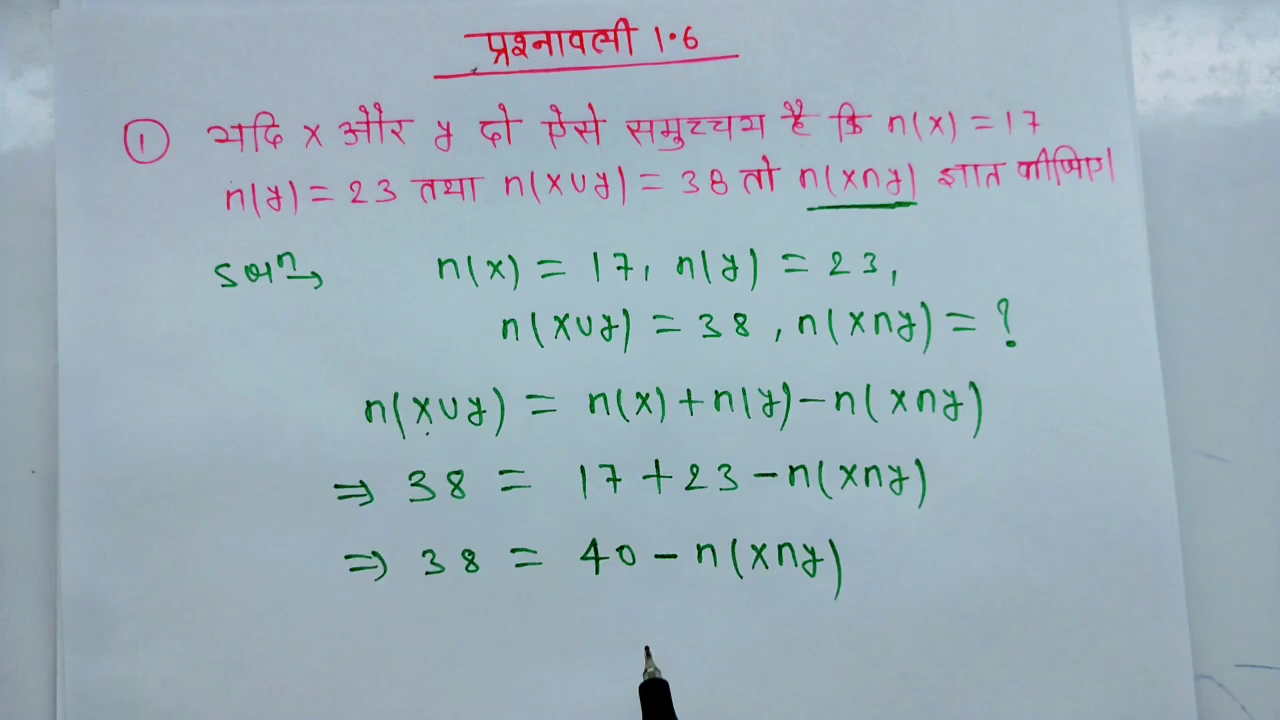 प्रश्नावली 1.6
① यदि x और y दो ऐसे समुच्चय है कि n(x) = 17
n(y) = 23 तथा n(x∪y) = 38 तो n(x∩y) ज्ञात कीजिए।
Solⁿ→ n(x) = 17, n(y) = 23,
n(x∪y) = 38, n(x∩y) = ?
n(x∪y) = n(x) + n(y) - n(x∩y)
⇒ 38 = 17 + 23 - n(x∩y)
⇒ 38 = 40 - n(x∩y)